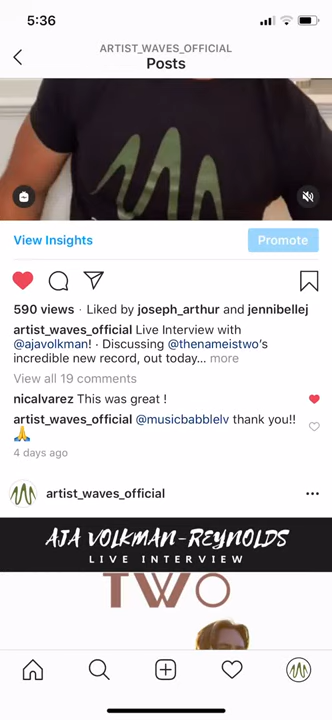 5:36
ARTIST_WAVES_OFFICIAL
Posts
View Insights
Promote
590 views · Liked by joseph_arthur and jennibellej
artist_waves_official Live Interview with
@ajavolkman! · Discussing @thenameistwo's
incredible new record, out today... more
View all 19 comments
nicalvarez This was great !
artist_waves_official @musicbabblelv thank you!!
🙏
4 days ago
artist_waves_official
AJA VOLKMAN-REYNOLDS
LIVE INTERVIEW
TWO